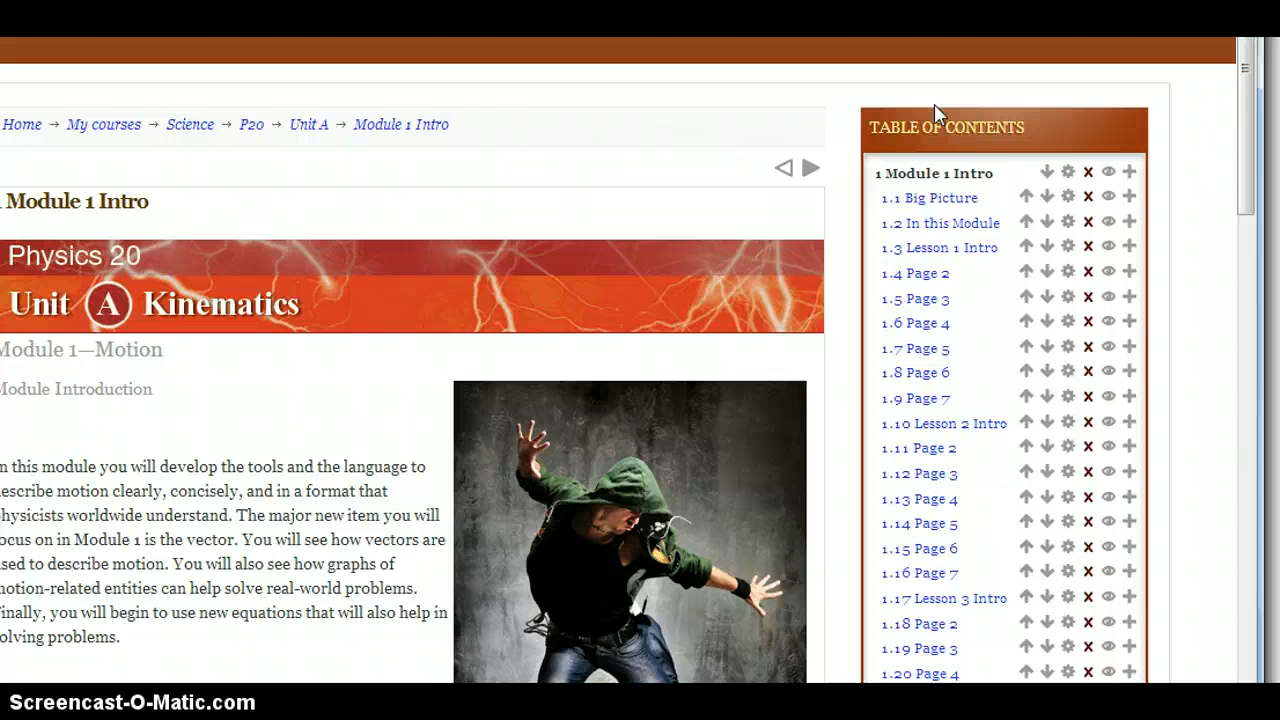 Home → My courses → Science → P20 → Unit A → Module 1 Intro
Module 1 Intro
Physics 20
Unit A Kinematics
Module 1—Motion
Module Introduction
n this module you will develop the tools and the language to
escribe motion clearly, concisely, and in a format that
hysicists worldwide understand. The major new item you will
ocus on in Module 1 is the vector. You will see how vectors are
sed to describe motion. You will also see how graphs of
motion-related entities can help solve real-world problems.
Finally, you will begin to use new equations that will also help in
olving problems.
TABLE OF CONTENTS
1 Module 1 Intro
1.1 Big Picture
1.2 In this Module
1.3 Lesson 1 Intro
1.4 Page 2
1.5 Page 3
1.6 Page 4
1.7 Page 5
1.8 Page 6
1.9 Page 7
1.10 Lesson 2 Intro
1.11 Page 2
1.12 Page 3
1.13 Page 4
1.14 Page 5
1.15 Page 6
1.16 Page 7
1.17 Lesson 3 Intro
1.18 Page 2
1.19 Page 3
1.20 Page 4
Screencast-O-Matic.com